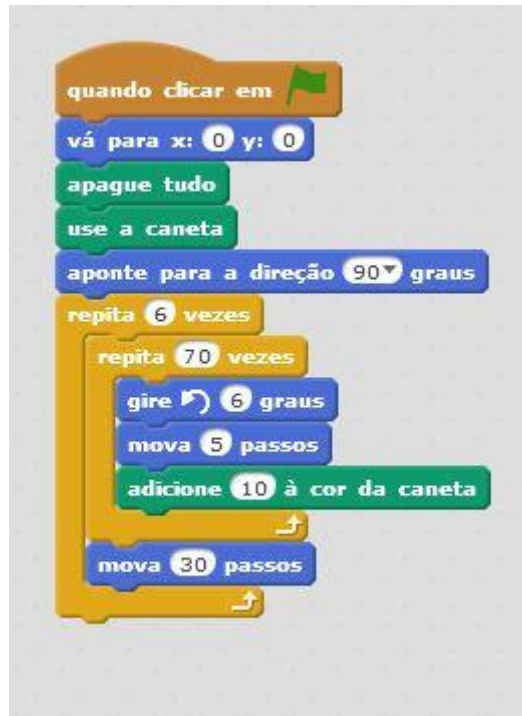 quando clicar em
vá para x: 0 y: 0
apague tudo
use a caneta
aponte para a direção 90 graus
repita 6 vezes
repita 70 vezes
gire 6 graus
mova 5 passos
adicione 10 à cor da caneta
mova 30 passos